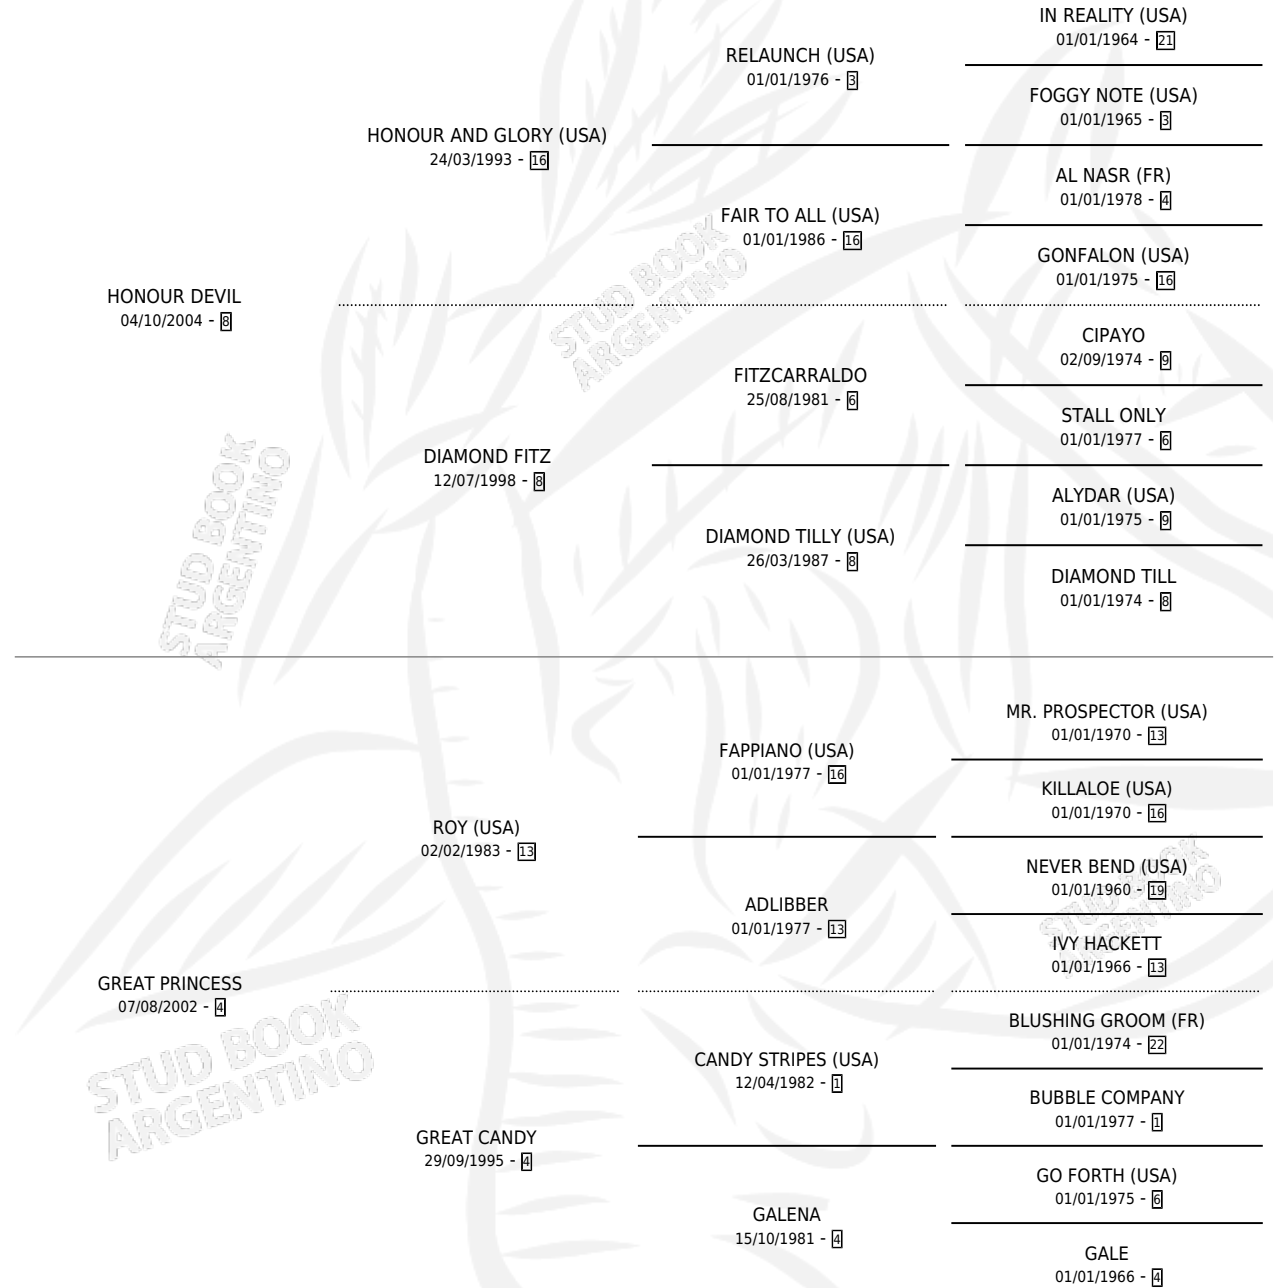 IN REALITY (USA)
01/01/1964 - 21
RELAUNCH (USA)
01/01/1976 - 3
FOGGY NOTE (USA)
01/01/1965 - 3
HONOUR AND GLORY (USA)
24/03/1993 - 16
AL NASR (FR)
01/01/1978 - 4
FAIR TO ALL (USA)
01/01/1986 - 16
GONFALON (USA)
01/01/1975 - 16
HONOUR DEVIL
04/10/2004 - 8
CIPAYO
02/09/1974 - 9
FITZCARRALDO
25/08/1981 - 6
STALL ONLY
01/01/1977 - 6
DIAMOND FITZ
12/07/1998 - 8
ALYDAR (USA)
01/01/1975 - 9
DIAMOND TILLY (USA)
26/03/1987 - 8
DIAMOND TILL
01/01/1974 - 8
MR. PROSPECTOR (USA)
01/01/1970 - 13
FAPPIANO (USA)
01/01/1977 - 16
KILLALOE (USA)
01/01/1970 - 16
ROY (USA)
02/02/1983 - 13
NEVER BEND (USA)
01/01/1960 - 19
ADLIBBER
01/01/1977 - 13
IVY HACKETT
01/01/1966 - 13
GREAT PRINCESS
07/08/2002 - 4
BLUSHING GROOM (FR)
01/01/1974 - 22
CANDY STRIPES (USA)
12/04/1982 - 1
BUBBLE COMPANY
01/01/1977 - 1
GREAT CANDY
29/09/1995 - 4
GO FORTH (USA)
01/01/1975 - 6
GALENA
15/10/1981 - 4
GALE
01/01/1966 - 4
STUD BOOK
ARGENTINO
STUD BOOK
ARGENTINO
STUD BOOK
ARGENTINO
STUD BOOK
ARGENTINO